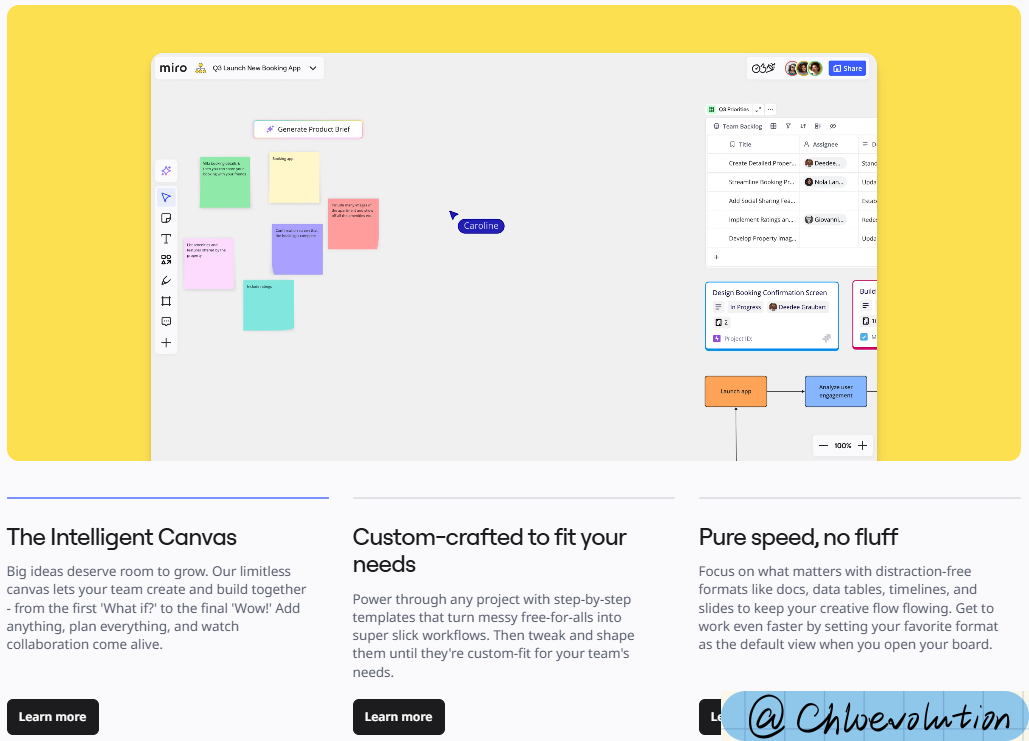 miro
Q3 Launch New Booking App
Share
Generate Product Brief
Booking app
Q3 Priorities
Team Backlog
Title
Assignee
Create Detailed Proper...
Deedee...
Stand
Streamline Booking Pr...
Nola Lan...
Upda
Add Social Sharing Fea...
Implement Ratings an...
Giovanni...
Develop Property Imag...
Upda
Caroline
Design Booking Confirmation Screen
In Progress
Deedee Graubart
2
Project ID:
Build
Launch app
Analyze user
engagement
100%
The Intelligent Canvas
Big ideas deserve room to grow. Our limitless
canvas lets your team create and build together
- from the first 'What if?' to the final 'Wow!' Add
anything, plan everything, and watch
collaboration come alive.
Learn more
Custom-crafted to fit your
needs
Power through any project with step-by-step
templates that turn messy free-for-alls into
super slick workflows. Then tweak and shape
them until they're custom-fit for your team's
needs.
Learn more
Pure speed, no fluff
Focus on what matters with distraction-free
formats like docs, data tables, timelines, and
slides to keep your creative flow flowing. Get to
work even faster by setting your favorite format
as the default view when you open your board.
Le
@ Chloevolution